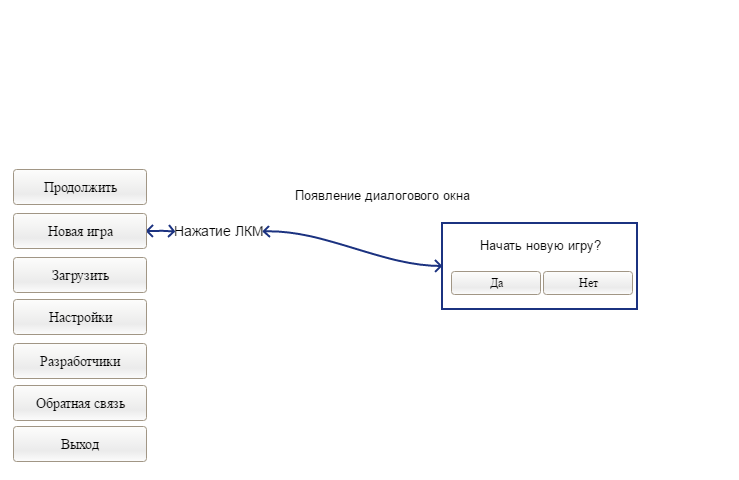 Продолжить
Новая игра
Загрузить
Настройки
Разработчики
Обратная связь
Выход
Нажатие ЛКМ
Появление диалогового окна
Начать новую игру?
Да
Нет